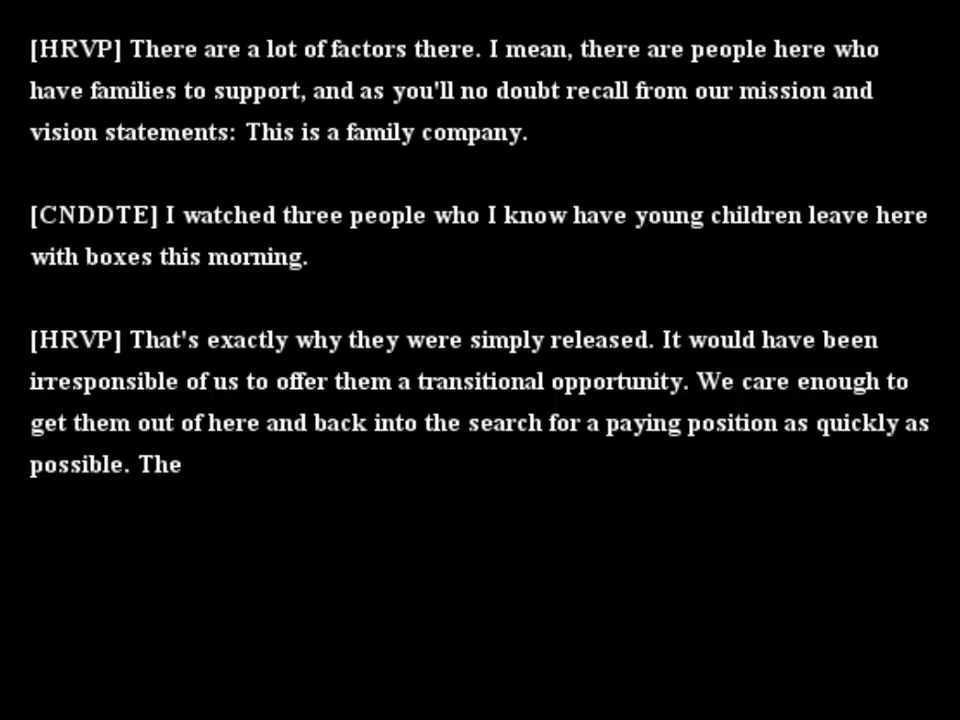 [HRVP] There are a lot of factors there. I mean, there are people here who
have families to support, and as you'll no doubt recall from our mission and
vision statements: This is a family company.
[CNDDTE] I watched three people who I know have young children leave here
with boxes this morning.
[HRVP] That's exactly why they were simply released. It would have been
irresponsible of us to offer them a transitional opportunity. We care enough to
get them out of here and back into the search for a paying position as quickly as
possible. The